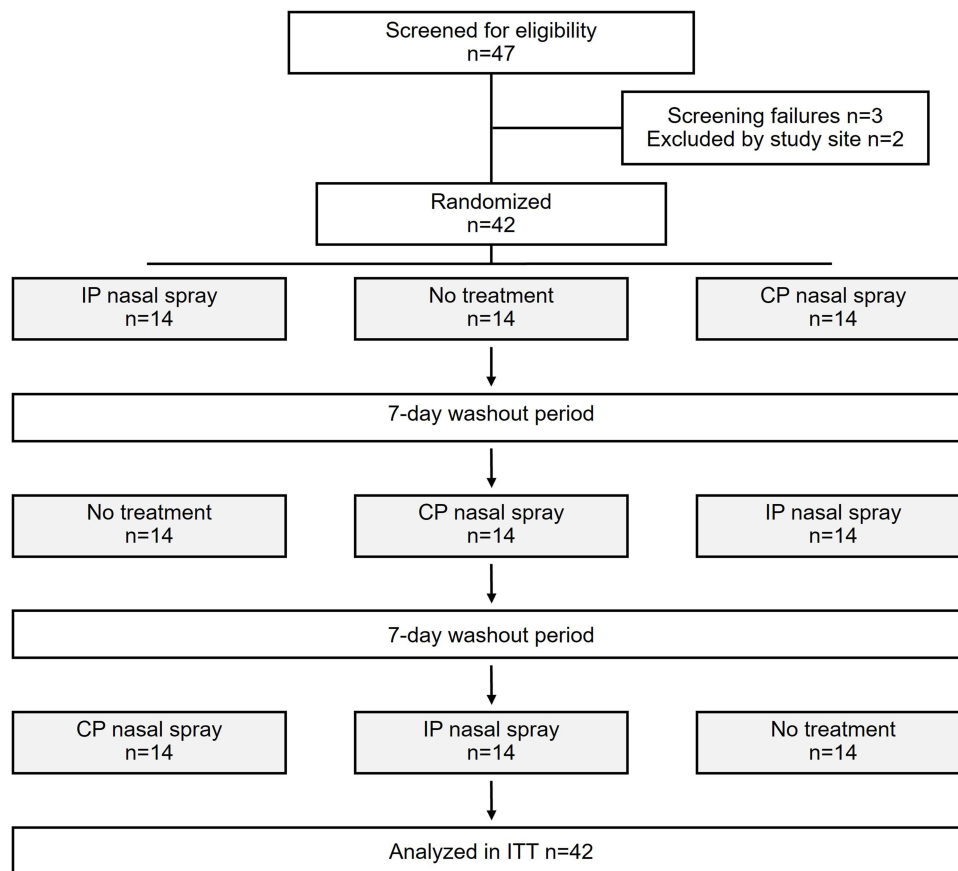 Screened for eligibility
n=47
Screening failures n=3
Excluded by study site n=2
Randomized
n=42
IP nasal spray
n=14
No treatment
n=14
CP nasal spray
n=14
7-day washout period
No treatment
n=14
CP nasal spray
n=14
IP nasal spray
n=14
7-day washout period
CP nasal spray
n=14
IP nasal spray
n=14
No treatment
n=14
Analyzed in ITT n=42